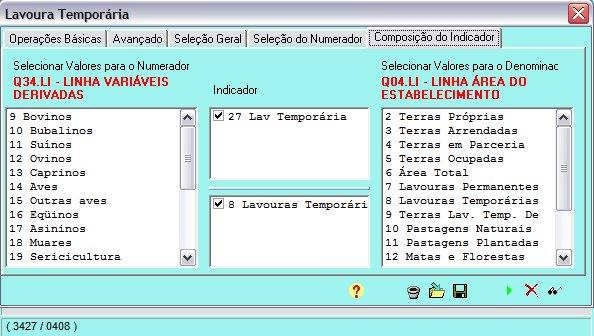 Lavoura Temporária
Operações Básicas
Avançado
Seleção Geral
Seleção do Numerador
Composição do Indicador
Selecionar Valores para o Numerador
Q34.LI - LINHA VARIÁVEIS
DERIVADAS
9 Bovinos
10 Bubalinos
11 Suínos
12 Ovinos
13 Caprinos
14 Aves
15 Outras aves
16 Eqüinos
17 Asininos
18 Muares
19 Sericicultura
Indicador
27 Lav Temporária
8 Lavouras Temporári
Selecionar Valores para o Denominac
Q04.LI - LINHA ÁREA DO
ESTABELECIMENTO
2 Terras Próprias
3 Terras Arrendadas
4 Terras em Parceria
5 Terras Ocupadas
6 Área Total
7 Lavouras Permanentes
8 Lavouras Temporárias
9 Terras Lav. Temp. De
10 Pastagens Naturais
11 Pastagens Plantadas
12 Matas e Florestas
( 3427 / 0408 )